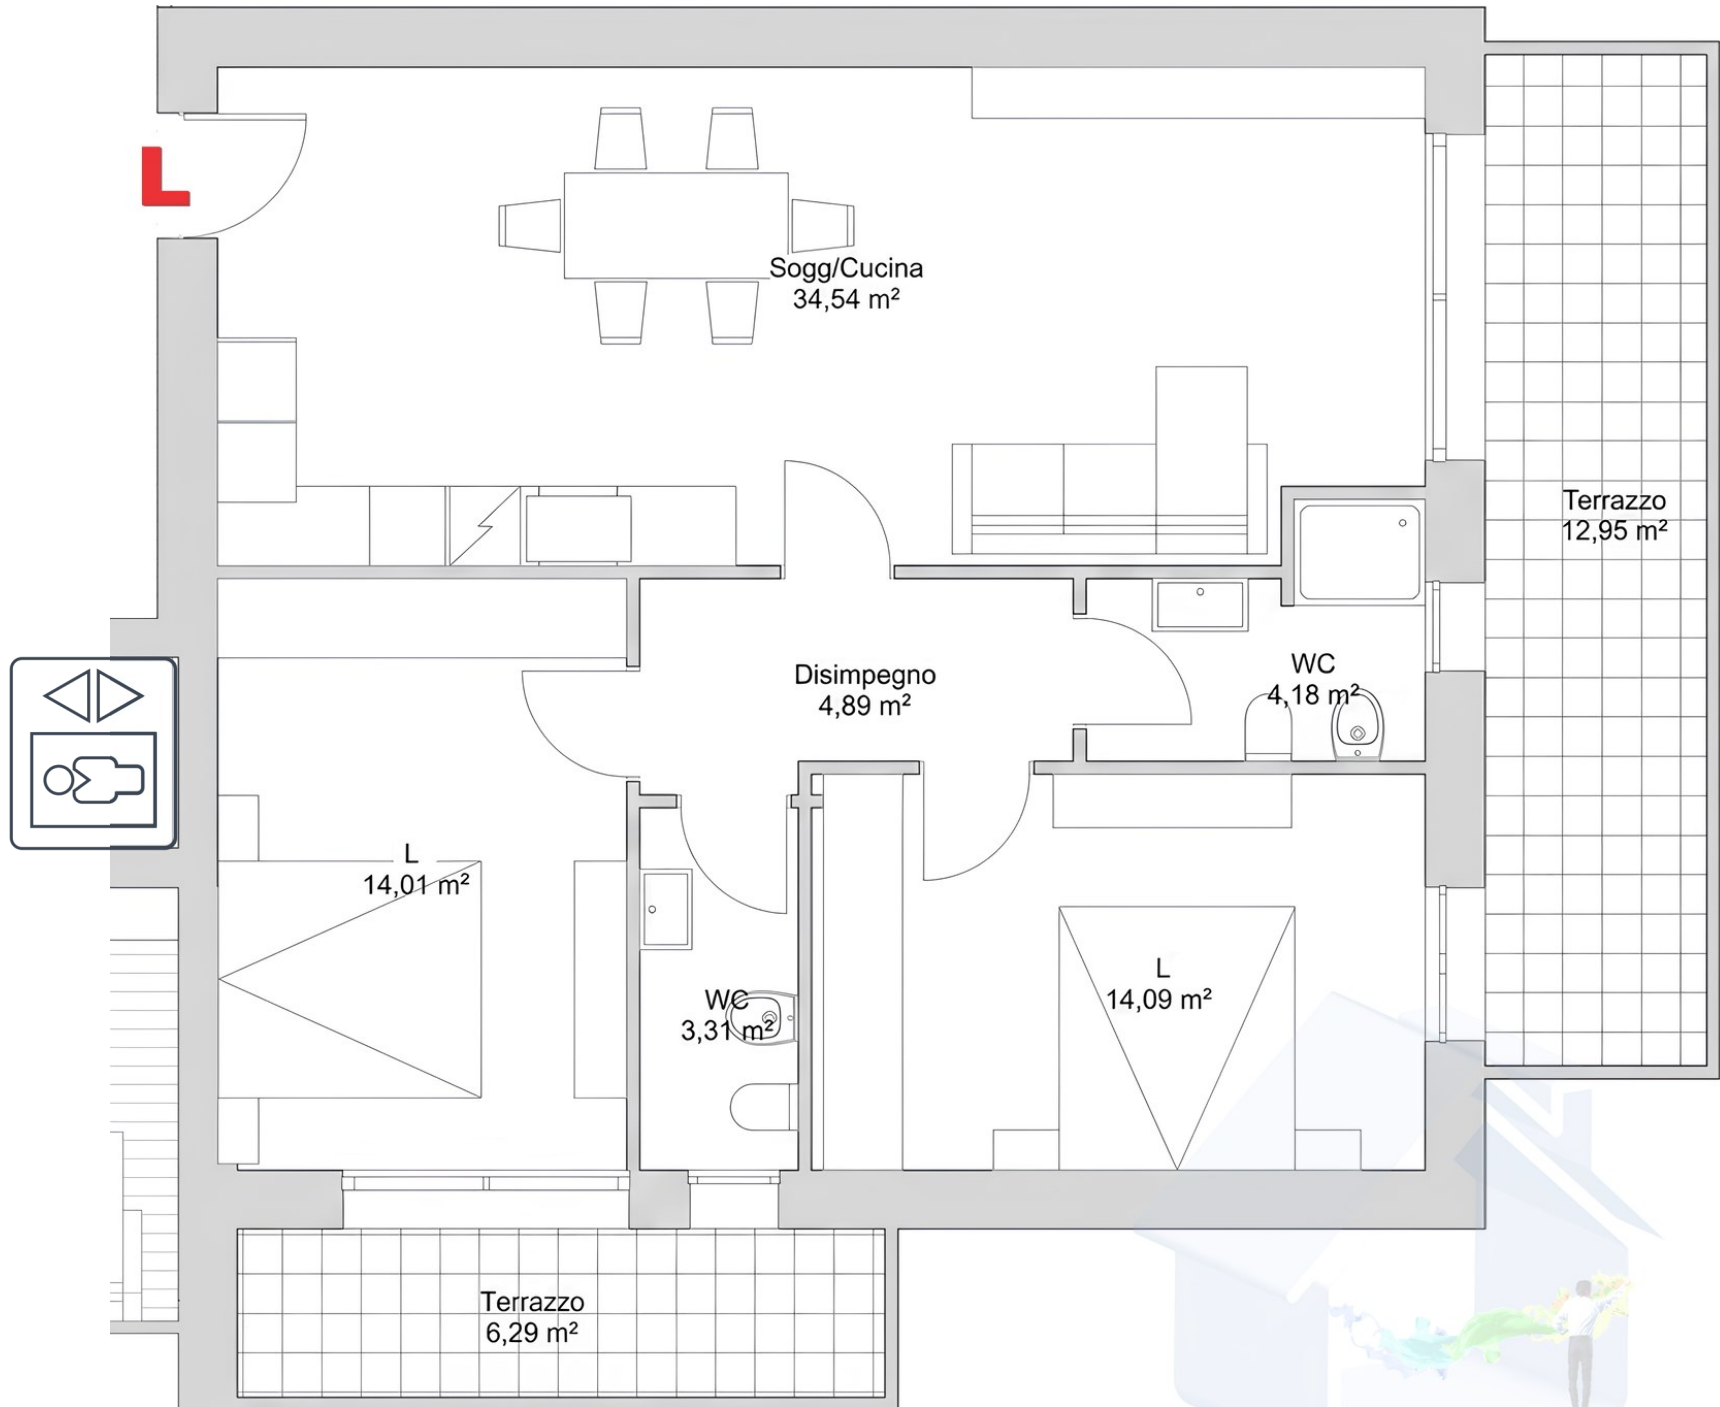 L
Sogg/Cucina
34,54 m²
Terrazzo
12,95 m²
Disimpegno
4,89 m²
WC
4,18 m²
L
14,01 m²
WC
3,31 m²
L
14,09 m²
Terrazzo
6,29 m²